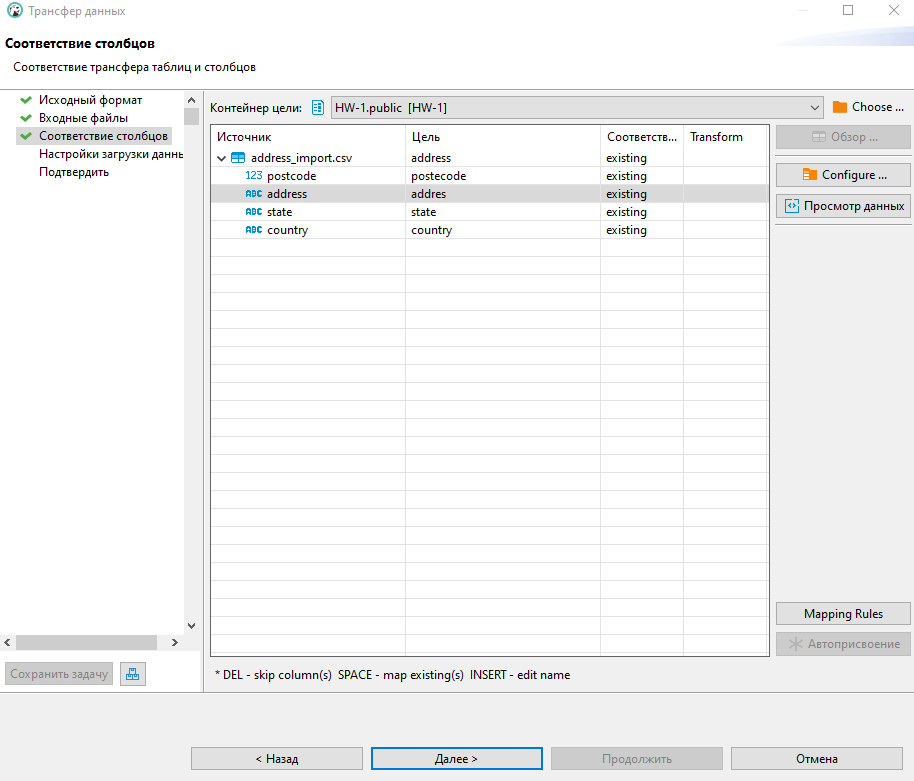 Трансфер данных
Соответствие столбцов
Соответствие трансфера таблиц и столбцов
Исходный формат
Входные файлы
Соответствие столбцов
Настройки загрузки даннь
Подтвердить
Контейнер цели: HW-1.public [HW-1] Choose ...
Источник Цель Соответств... Transform
address_import.csv address existing
123 postcode postecode existing
ABC address addres existing
ABC state state existing
ABC country country existing
Обзор ...
Configure ...
Просмотр данных
Mapping Rules
Автоприсвоение
* DEL - skip column(s) SPACE - map existing(s) INSERT - edit name
Сохранить задачу
< Назад Далее > Продолжить Отмена